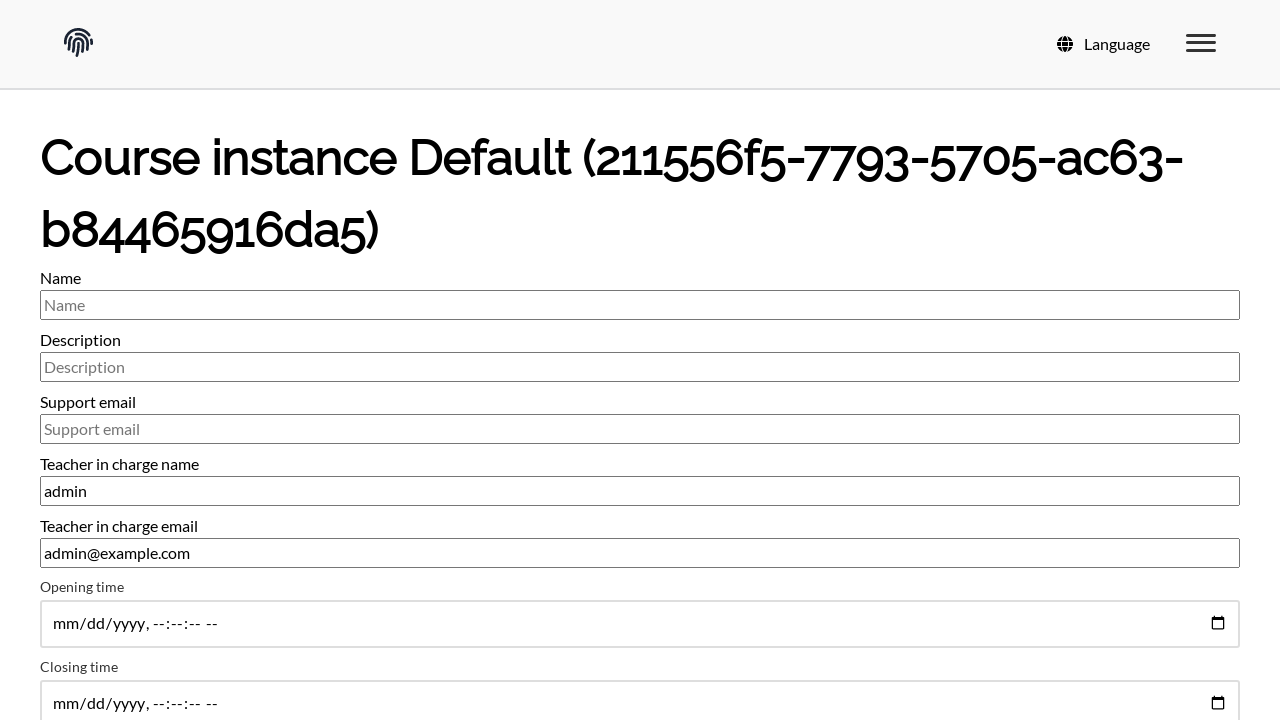 Language
Course instance Default (211556f5-7793-5705-ac63-
b84465916da5)
Name
Name
Description
Description
Support email
Support email
Teacher in charge name
admin
Teacher in charge email
admin@example.com
Opening time
mm/dd/yyyy, --:--:-- --
Closing time
mm/dd/yyyy, --:--:-- --